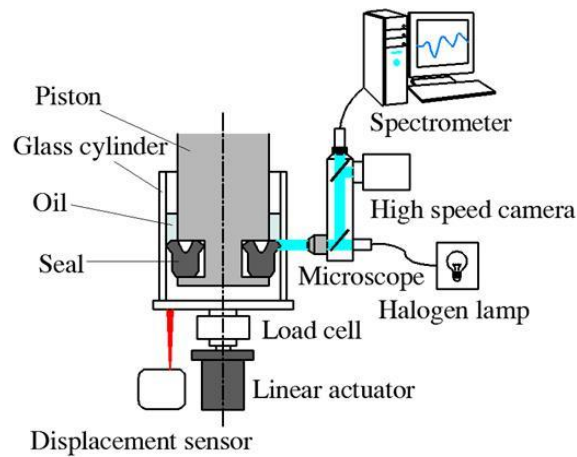 Piston
Glass cylinder
Oil
Seal
Spectrometer
High speed camera
Microscope
Halogen lamp
Load cell
Linear actuator
Displacement sensor